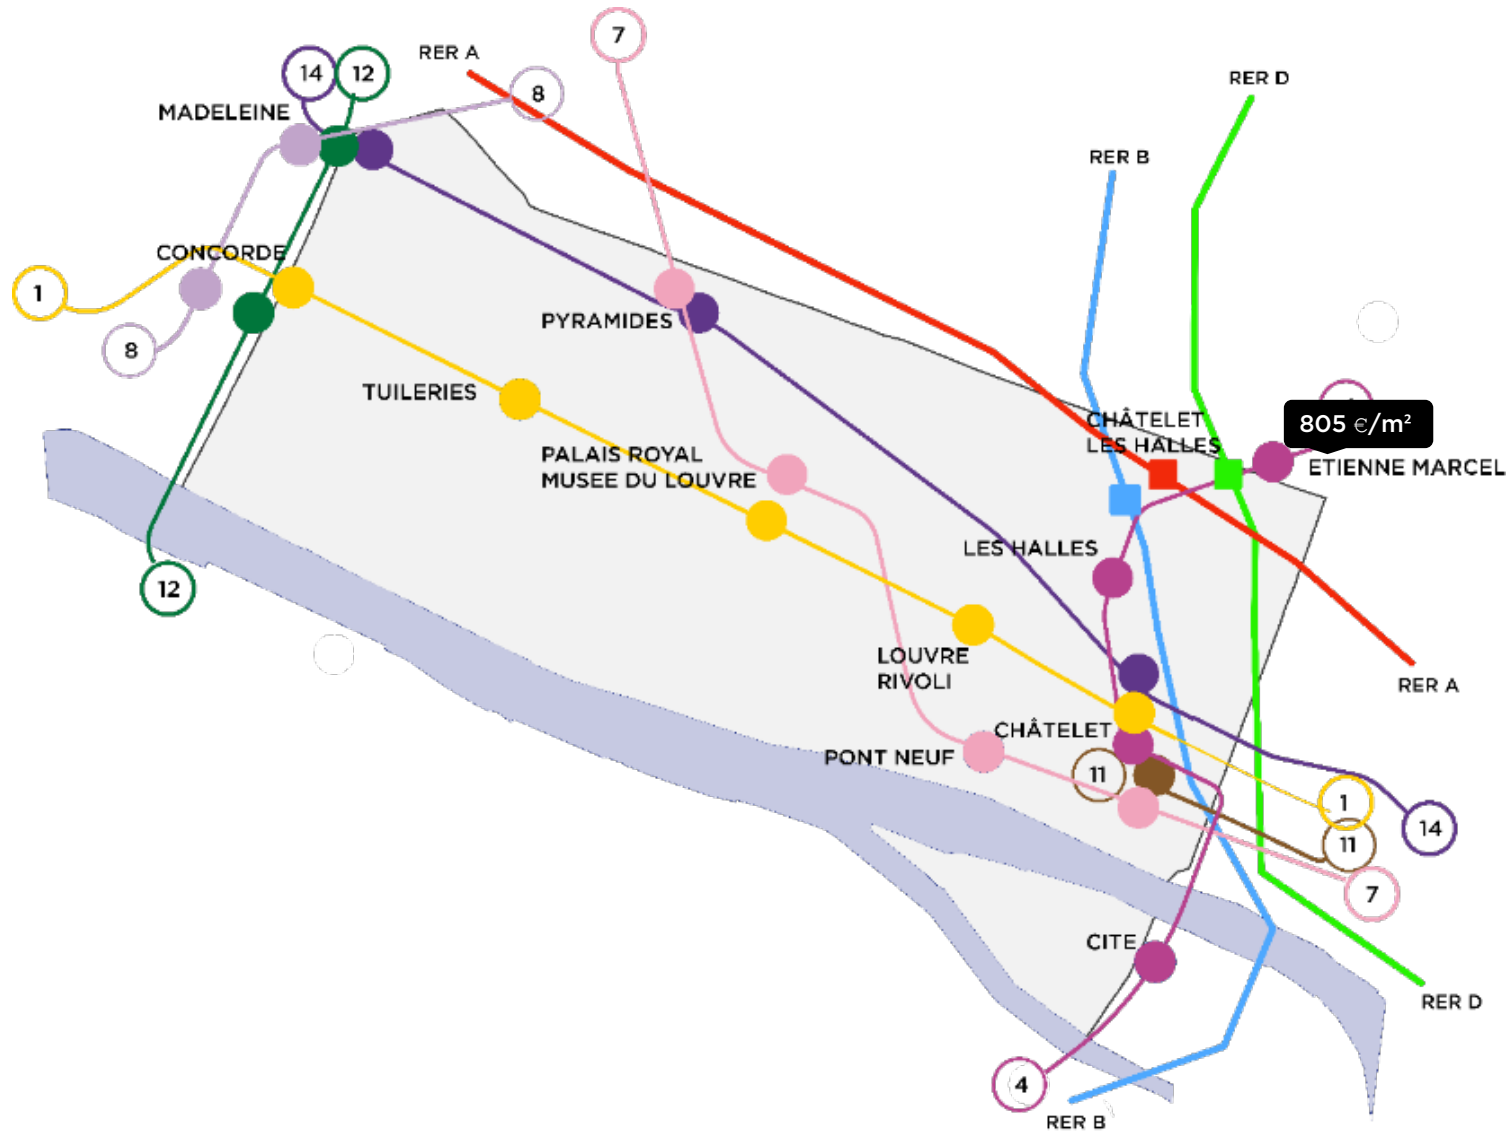 7
RER A
14
12
8
RER D
MADELEINE
RER B
CONCORDE
1
PYRAMIDES
8
TUILERIES
CHÂTELET
LES HALLES
805 €/m²
ETIENNE MARCEL
PALAIS ROYAL
MUSEE DU LOUVRE
LES HALLES
12
LOUVRE
RIVOLI
RER A
CHÂTELET
PONT NEUF
11
1
14
11
7
CITE
RER D
4
RER B